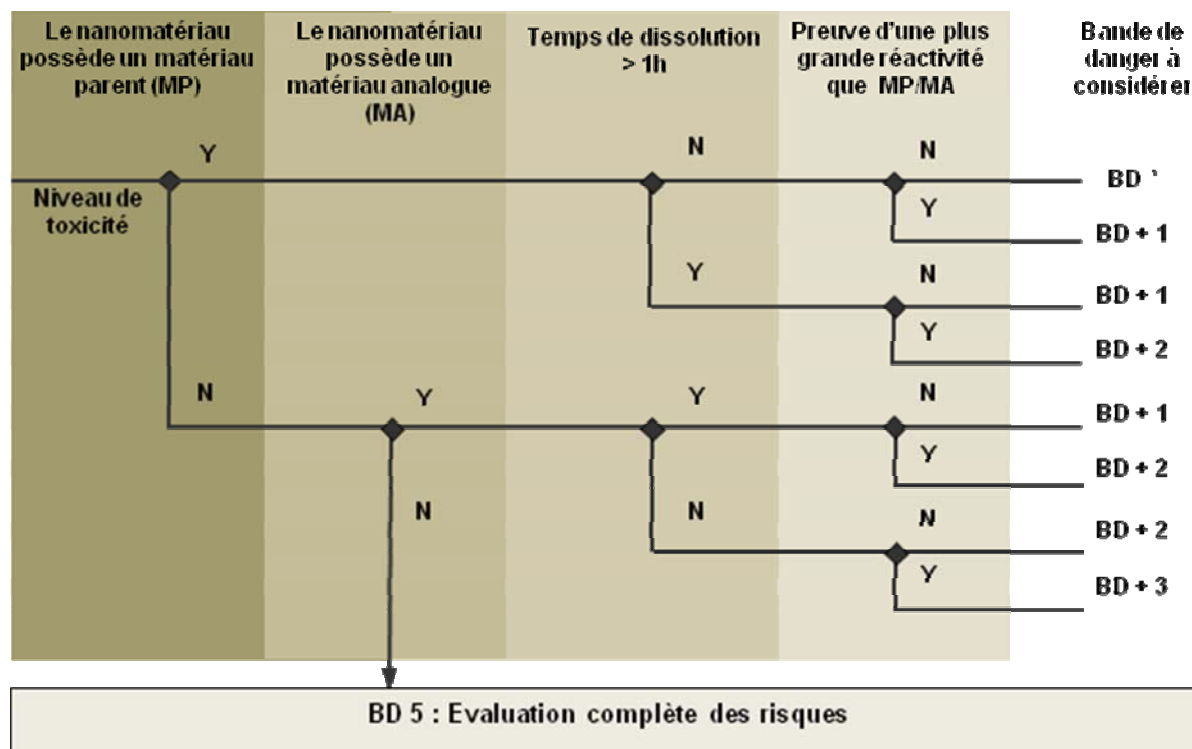 Le nanomatériau
possède un matériau
parent (MP)
Le nanomatériau
possède un
matériau analogue
(MA)
Temps de dissolution
> 1h
Preuve d'une plus
grande réactivité
que MP/MA
Bande de
danger à
considérer
Y
N
N
BD
Niveau de
toxicité
Y
BD + 1
Y
N
BD + 1
Y
BD + 2
N
Y
Y
N
BD + 1
Y
BD + 2
N
N
N
BD + 2
Y
BD + 3
BD 5 : Evaluation complète des risques